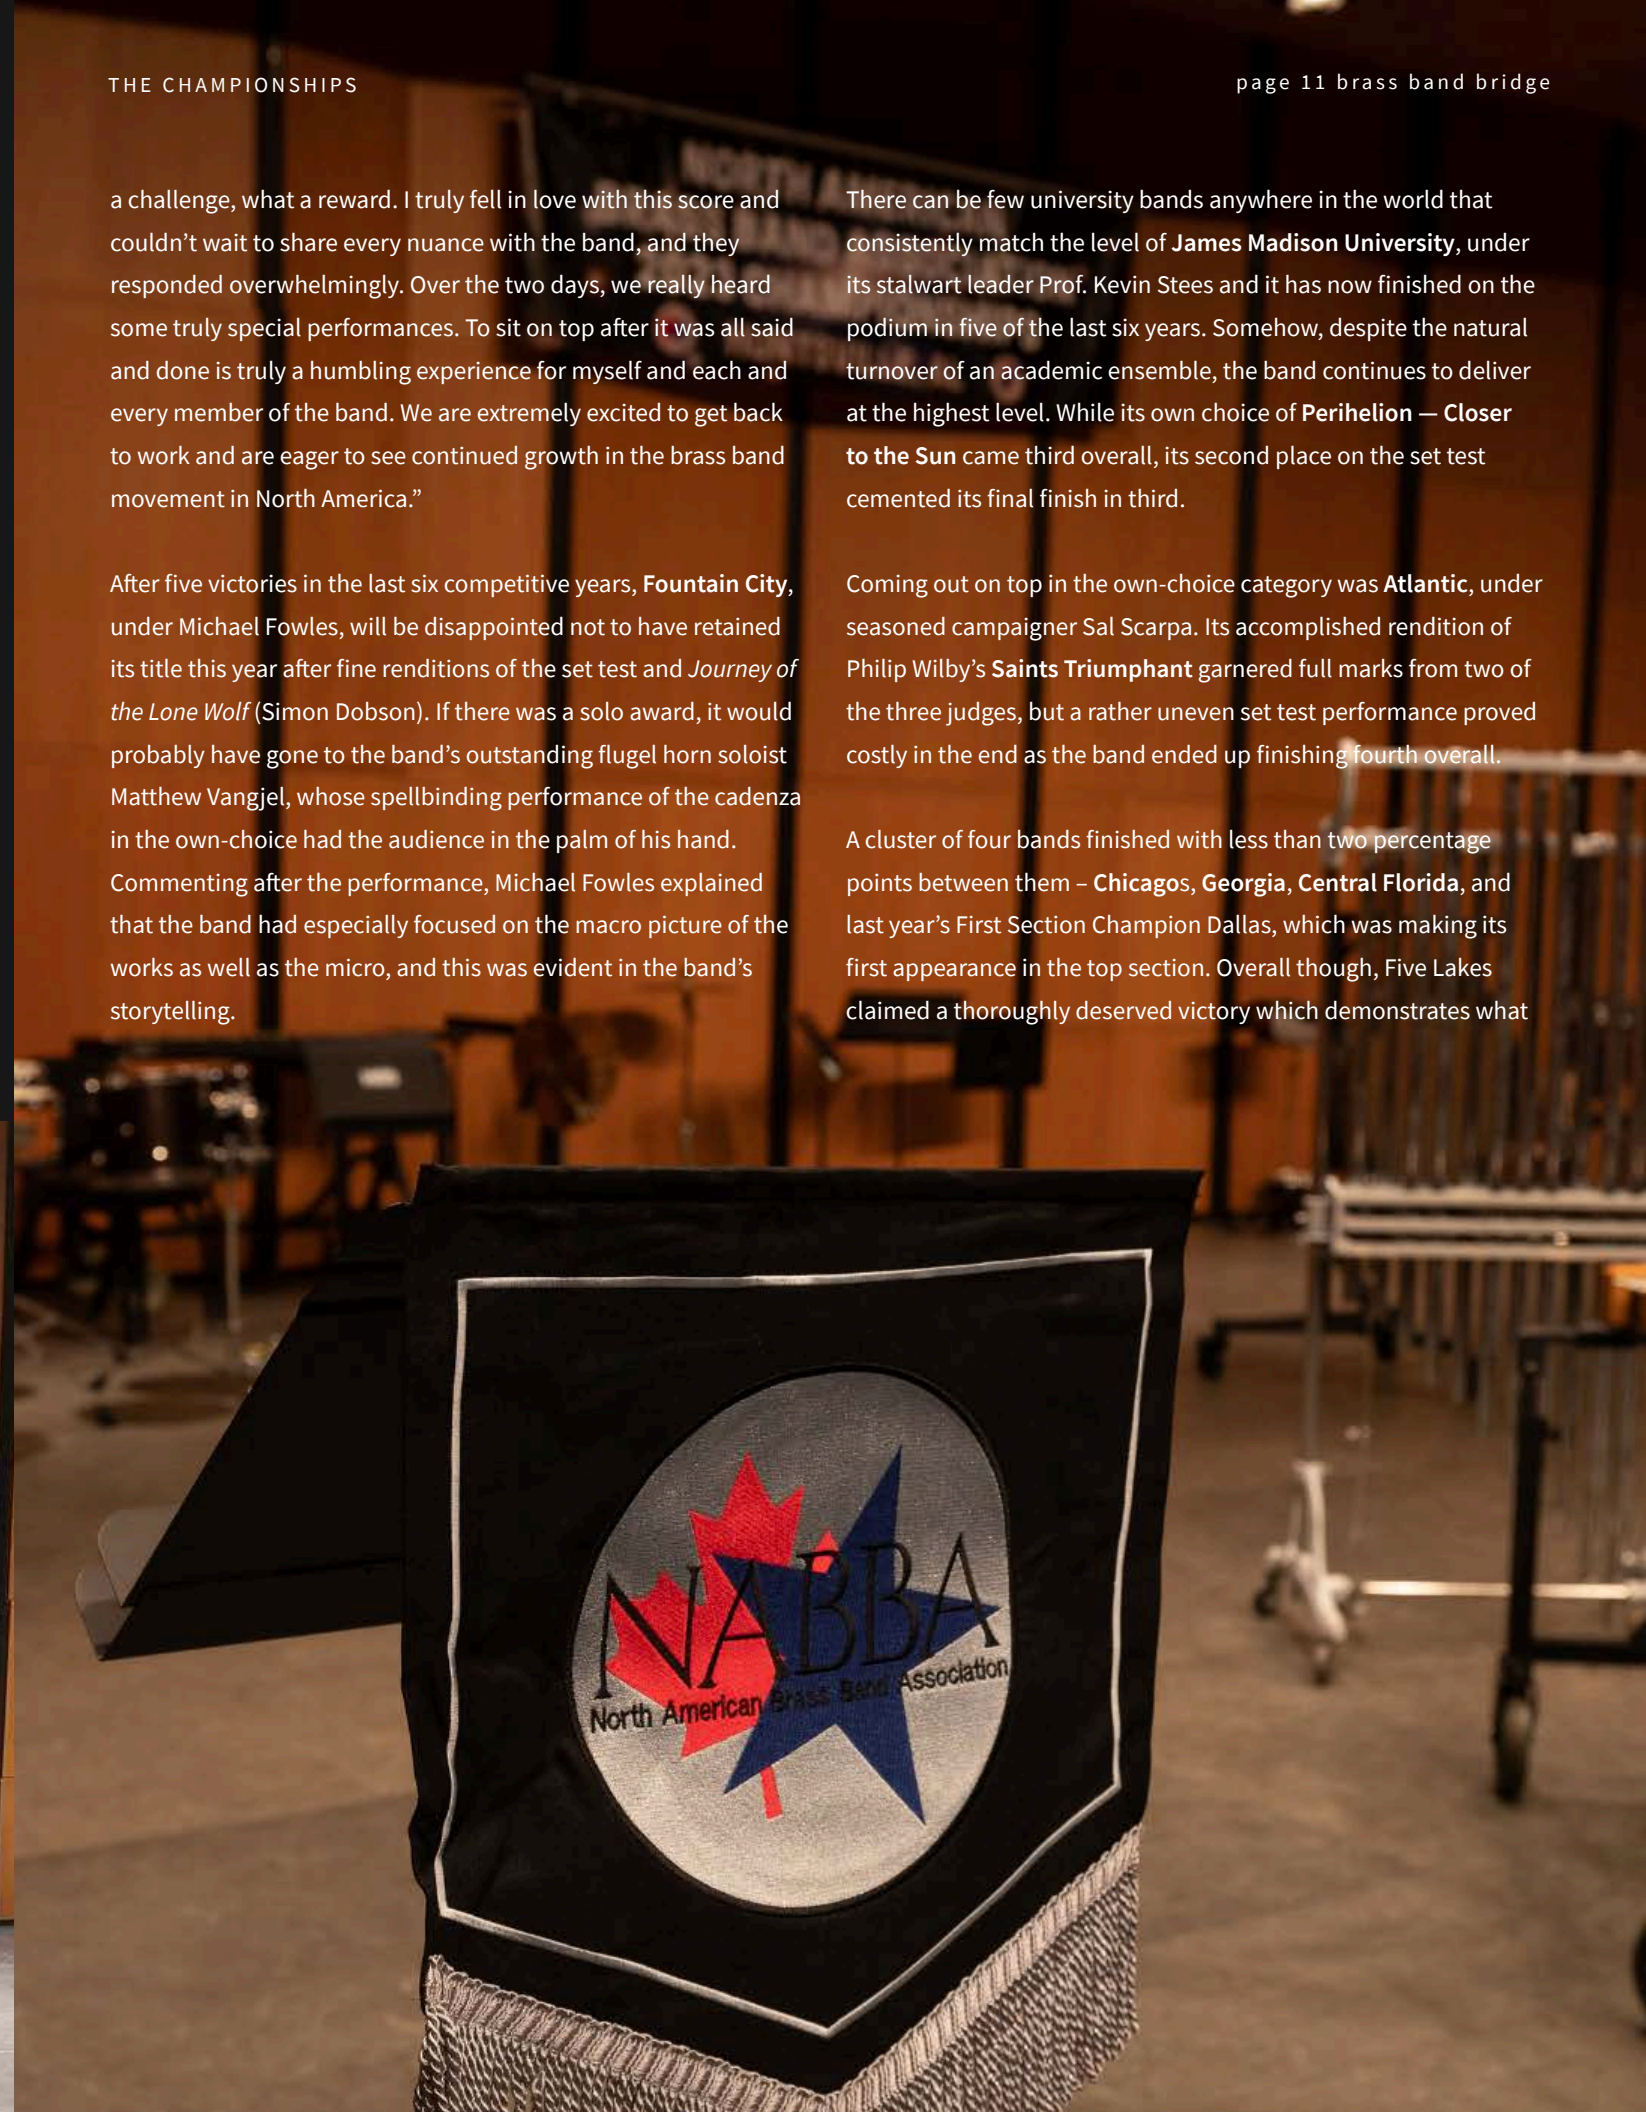 THE CHAMPIONSHIPS
page 11 brass band bridge
a challenge, what a reward. I truly fell in love with this score and
couldn’t wait to share every nuance with the band, and they
responded overwhelmingly. Over the two days, we really heard
some truly special performances. To sit on top after it was all said
and done is truly a humbling experience for myself and each and
every member of the band. We are extremely excited to get back
to work and are eager to see continued growth in the brass band
movement in North America.”
After five victories in the last six competitive years, Fountain City,
under Michael Fowles, will be disappointed not to have retained
its title this year after fine renditions of the set test and Journey of
the Lone Wolf (Simon Dobson). If there was a solo award, it would
probably have gone to the band’s outstanding flugel horn soloist
Matthew Vangjel, whose spellbinding performance of the cadenza
in the own-choice had the audience in the palm of his hand.
Commenting after the performance, Michael Fowles explained
that the band had especially focused on the macro picture of the
works as well as the micro, and this was evident in the band’s
storytelling.
There can be few university bands anywhere in the world that
consistently match the level of James Madison University, under
its stalwart leader Prof. Kevin Stees and it has now finished on the
podium in five of the last six years. Somehow, despite the natural
turnover of an academic ensemble, the band continues to deliver
at the highest level. While its own choice of Perihelion — Closer
to the Sun came third overall, its second place on the set test
cemented its final finish in third.
Coming out on top in the own-choice category was Atlantic, under
seasoned campaigner Sal Scarpa. Its accomplished rendition of
Philip Wilby’s Saints Triumphant garnered full marks from two of
the three judges, but a rather uneven set test performance proved
costly in the end as the band ended up finishing fourth overall.
A cluster of four bands finished with less than two percentage
points between them – Chicagos, Georgia, Central Florida, and
last year’s First Section Champion Dallas, which was making its
first appearance in the top section. Overall though, Five Lakes
claimed a thoroughly deserved victory which demonstrates what
NORTH
NABBA
North American Brass Band Association